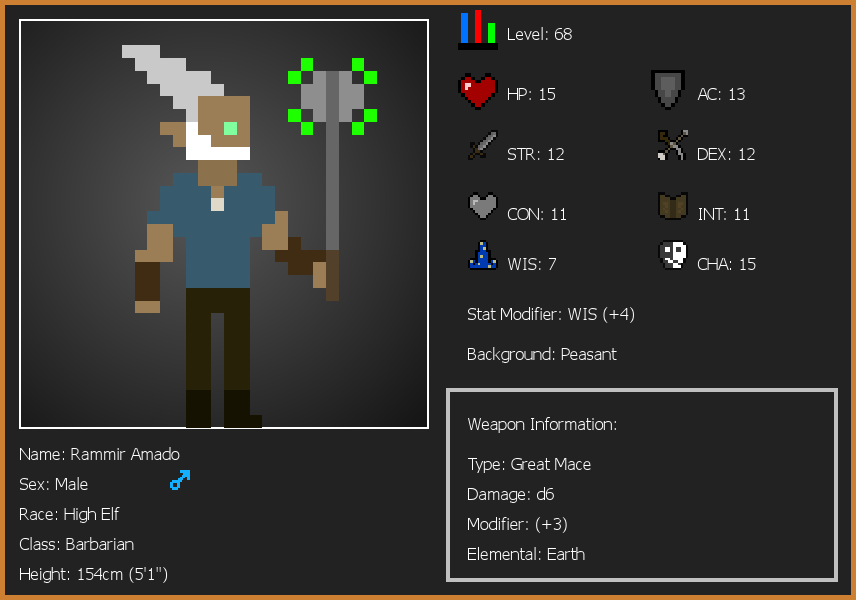 Level: 68
HP: 15
AC: 13
STR: 12
DEX: 12
CON: 11
INT: 11
WIS: 7
CHA: 15
Stat Modifier: WIS (+4)
Background: Peasant
Weapon Information:
Type: Great Mace
Damage: d6
Modifier: (+3)
Elemental: Earth
Name: Rammir Amado
Sex: Male
Race: High Elf
Class: Barbarian
Height: 154cm (5'1")